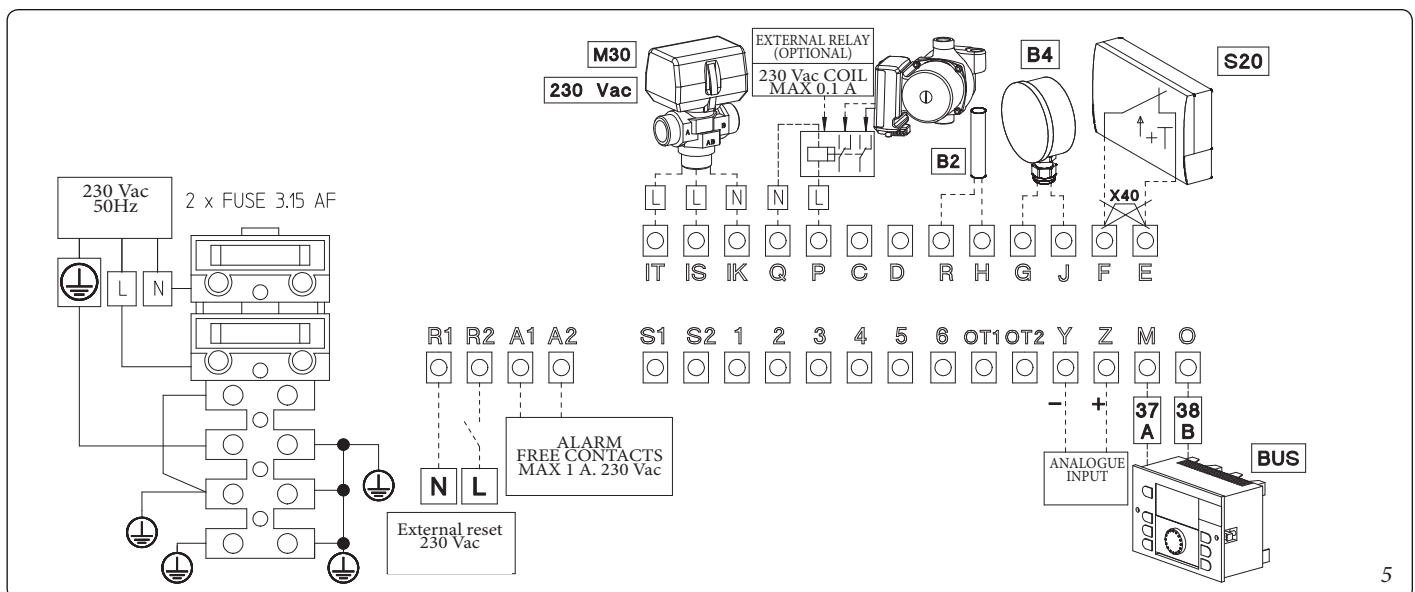 M30
230 Vac
EXTERNAL RELAY
(OPTIONAL)
230 Vac COIL
MAX 0.1 A
B4
S20
A
B
AB
B2
+T
X40
L
L
N
N
L
IT IS IK Q P C D R H G J F E
230 Vac
50Hz
2 x FUSE 3.15 AF
L
N
R1 R2 A1 A2 S1 S2 1 2 3 4 5 6 OT1 OT2 Y Z M O
- +
37
A
38
B
ALARM
FREE CONTACTS
MAX 1 A. 230 Vac
ANALOGUE
INPUT
BUS
N L
External reset
230 Vac
5